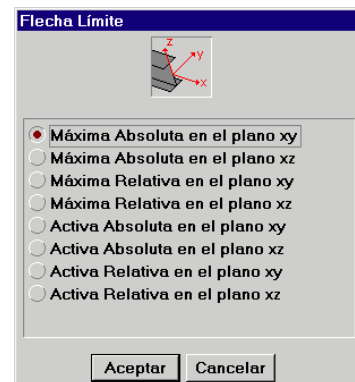 Flecha Límite
z
y
x
Máxima Absoluta en el plano xy
Máxima Absoluta en el plano xz
Máxima Relativa en el plano xy
Máxima Relativa en el plano xz
Activa Absoluta en el plano xy
Activa Absoluta en el plano xz
Activa Relativa en el plano xy
Activa Relativa en el plano xz
Aceptar Cancelar